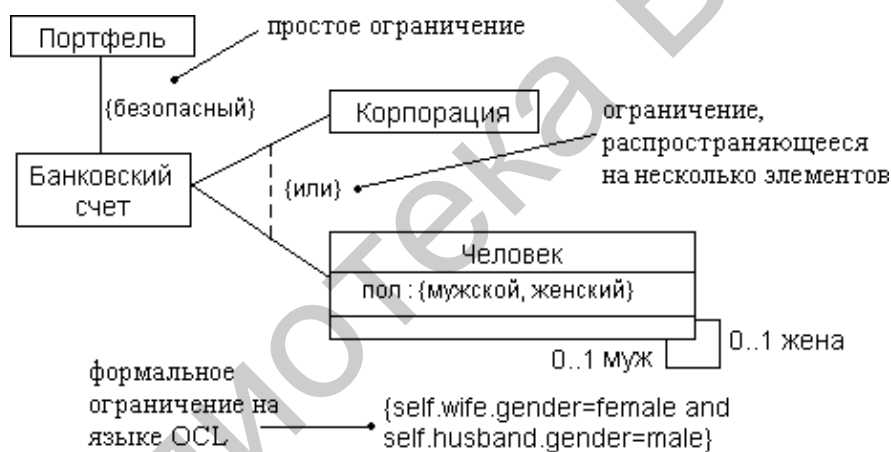 Портфель
простое ограничение
{безопасный}
Корпорация
ограничение,
распространяющееся
на несколько элементов
Банковский
счет
{или}
Человек
пол : {мужской, женский}
0..1 муж
0..1 жена
формальное
ограничение на
языке OCL
{self.wife.gender=female and
self.husband.gender=male}